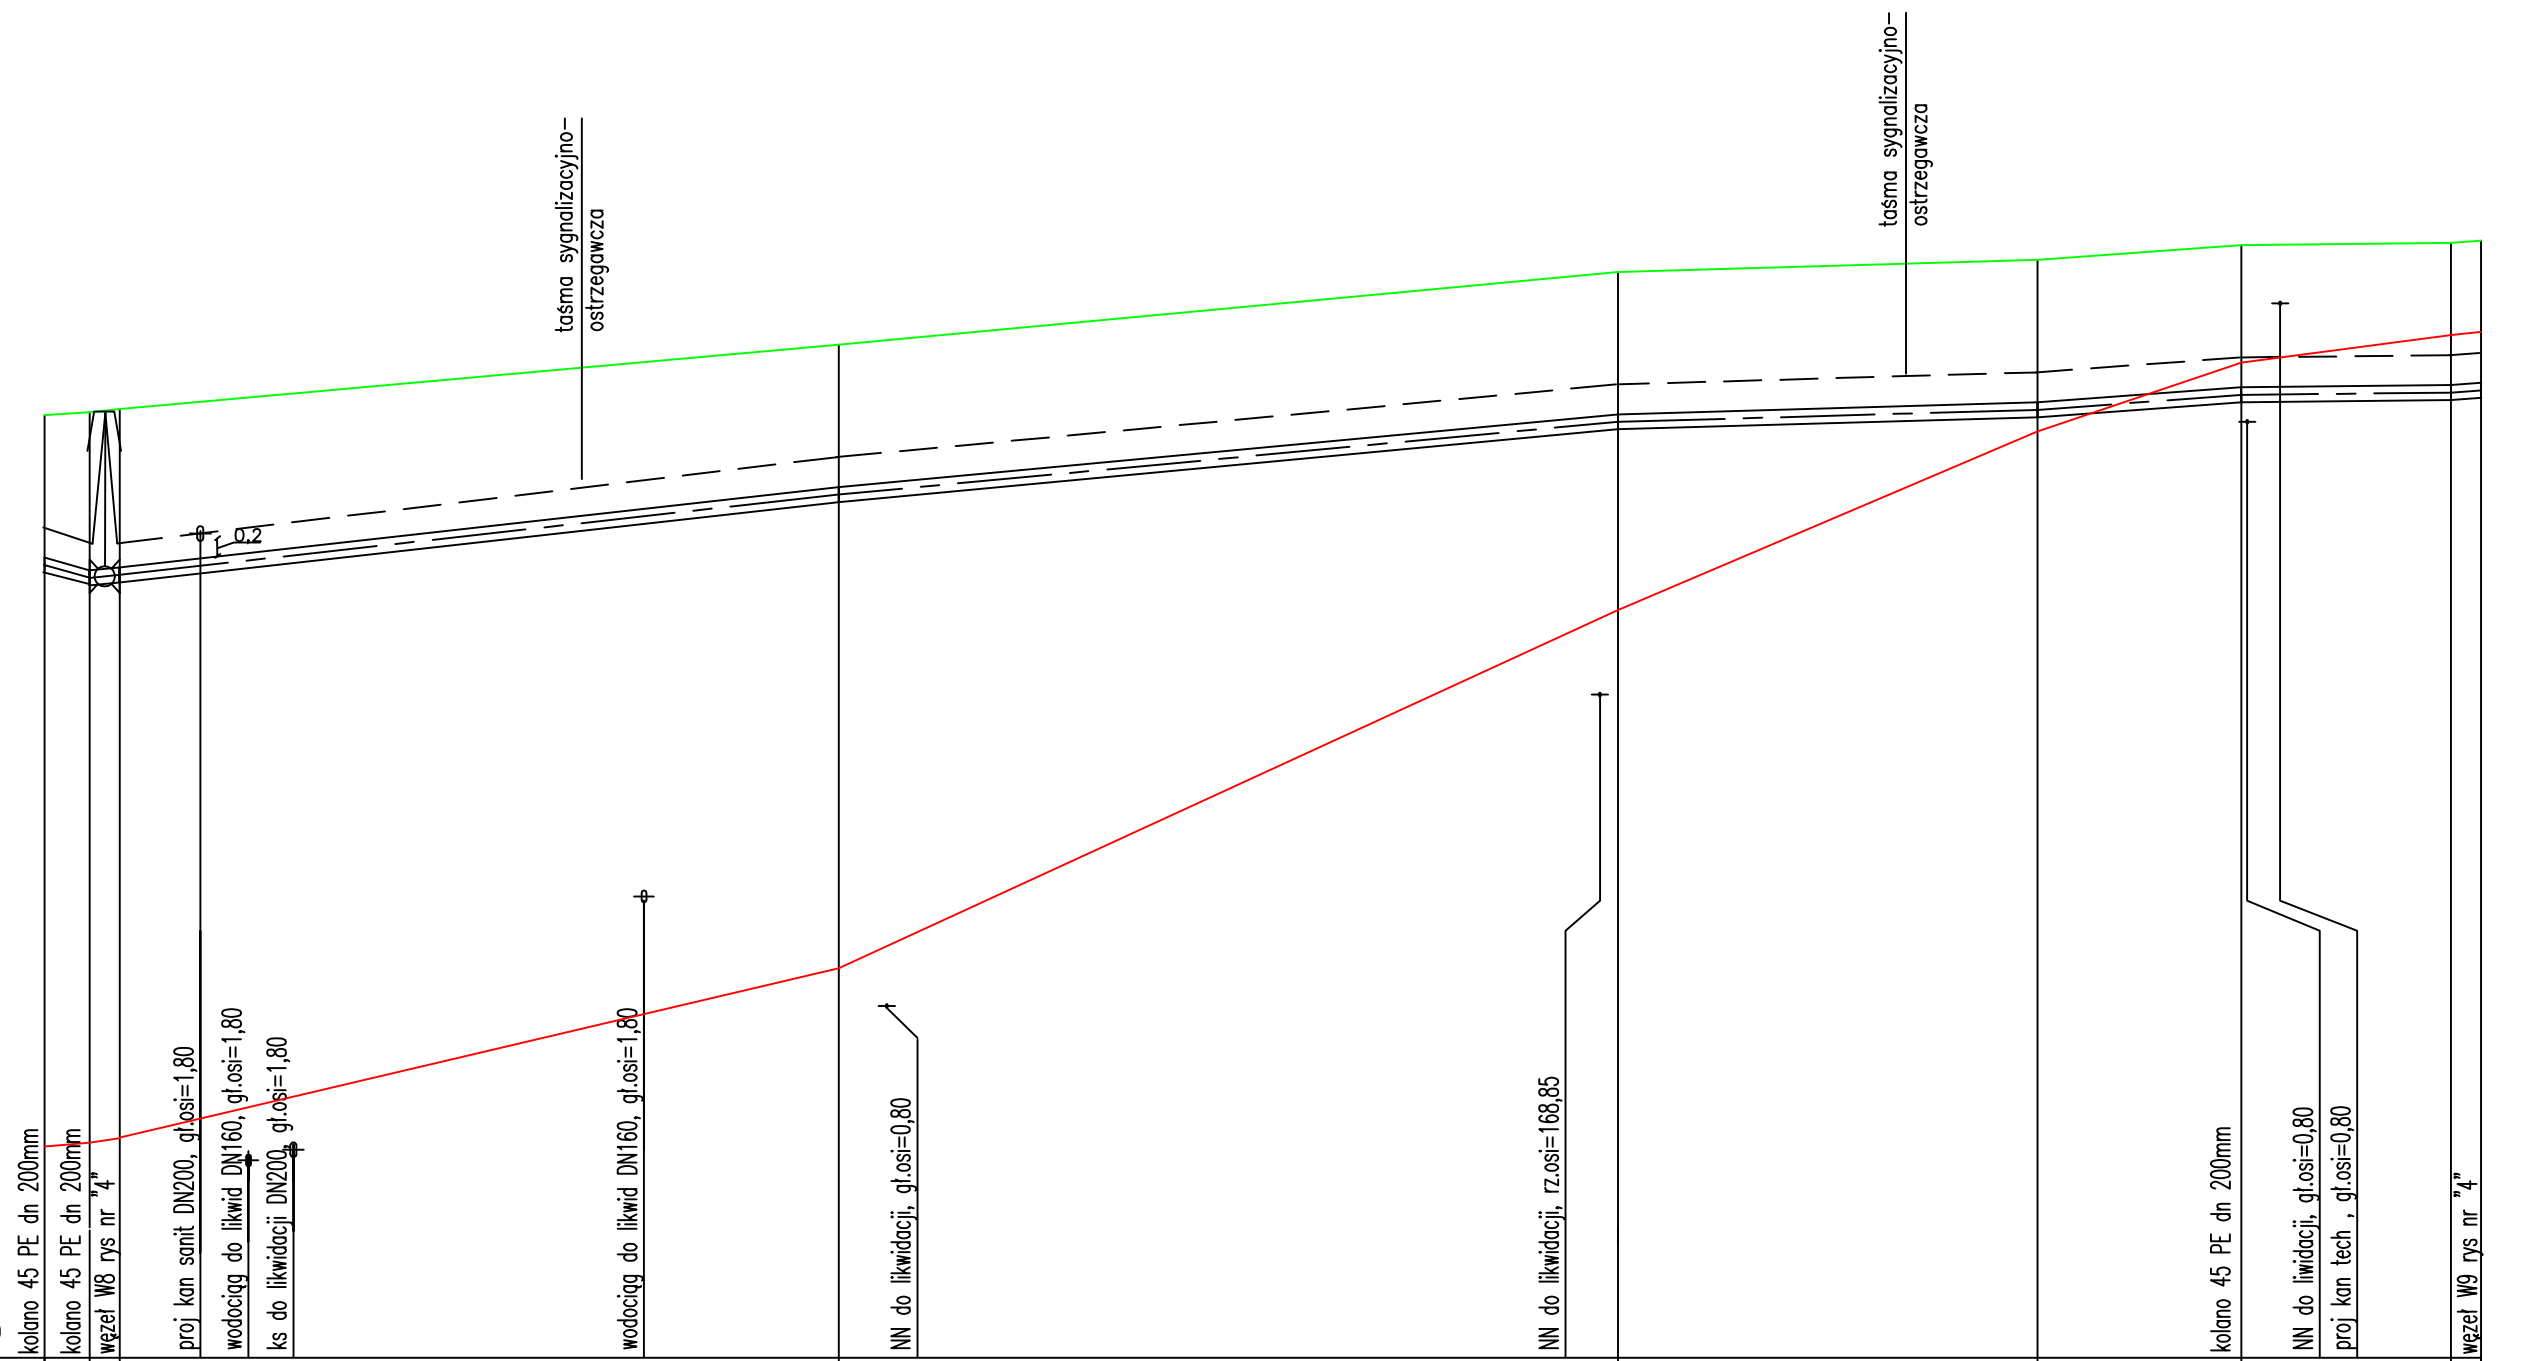 taśma sygnalizacyjno-
ostrzegawcza
taśma sygnalizacyjno-
ostrzegawcza
0,2
kolano 45 PE dn 200mm
kolano 45 PE dn 200mm
węzeł W8 rys nr "4"
proj kan sanit DN200, gł.osi=1,80
wodociąg do likwid DN160, gł.osi=1,80
ks do likwidacji DN200, gł.osi=1,80
wodociąg do likwid DN160, gł.osi=1,80
NN do likwidacji, gł.osi=0,80
NN do likwidacji, rz.osi=168,85
kolano 45 PE dn 200mm
NN do liwidacji, gł.osi=0,80
proj kan tech , gł.osi=0,80
węzeł W9 rys nr "4"